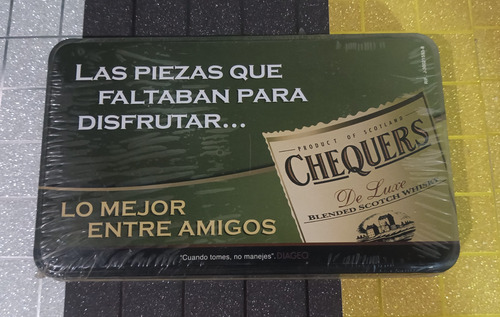 LAS PIEZAS QUE
FALTABAN PARA
DISFRUTAR...
PRODUCT OF SCOTLAND
CHEQUERS
De Luxe
BLENDED SCOTCH WHISKY
LO MEJOR
ENTRE AMIGOS
"Cuando tomes, no manejes". DIAGEO